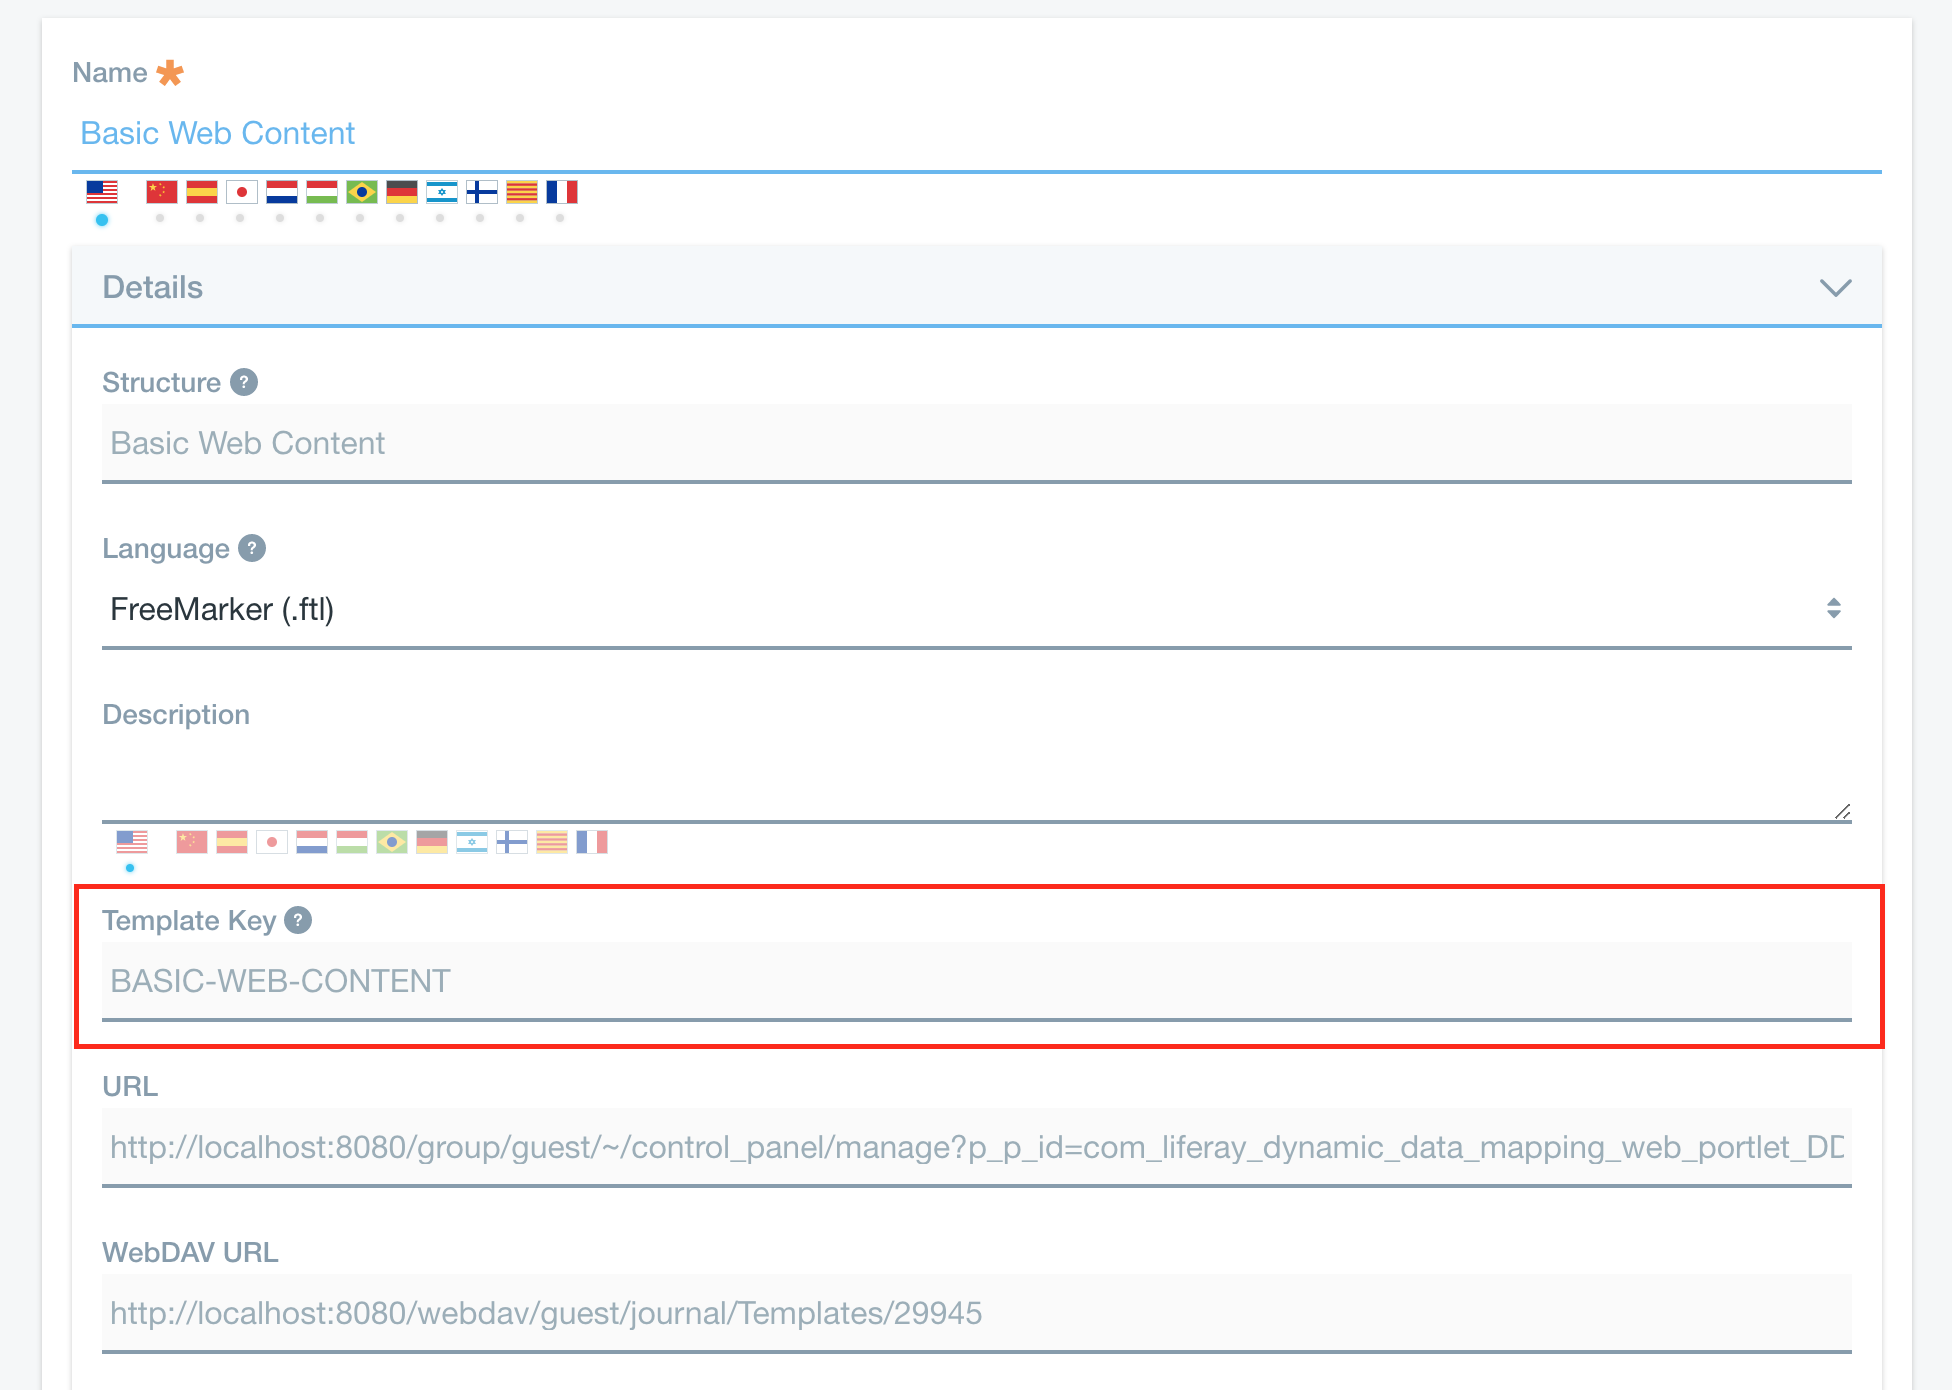 Name
Basic Web Content
Details
Structure ?
Basic Web Content
Language ?
FreeMarker (.ftl)
Description
Template Key ?
BASIC-WEB-CONTENT
URL
http://localhost:8080/group/guest/~/control_panel/manage?p_p_id=com_liferay_dynamic_data_mapping_web_portlet_DD
WebDAV URL
http://localhost:8080/webdav/guest/journal/Templates/29945